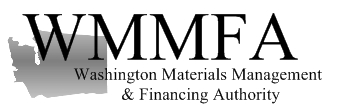 WMMFA
Washington Materials Management
& Financing Authority